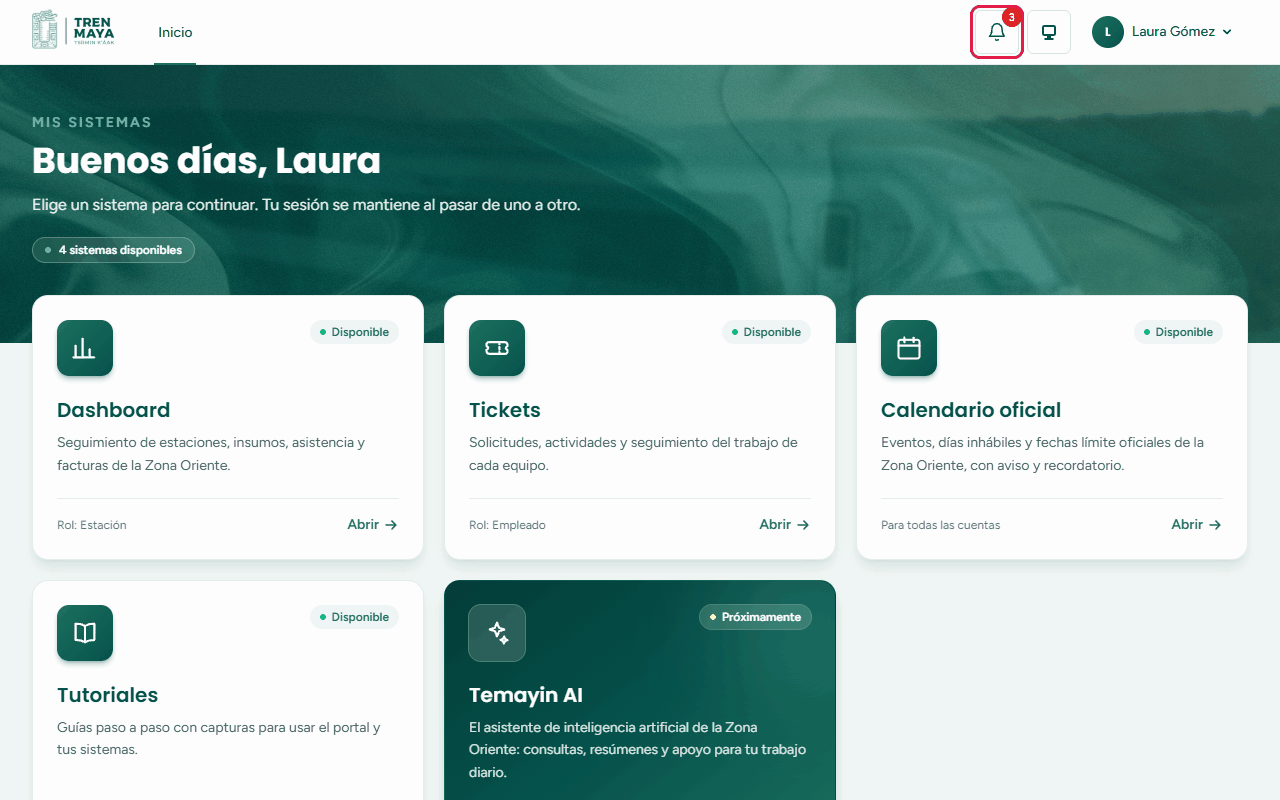 TREN
MAYA
TSÍIMIN K'ÁAK
Inicio
3
L
Laura Gómez
MIS SISTEMAS
Buenos días, Laura
Elige un sistema para continuar. Tu sesión se mantiene al pasar de uno a otro.
4 sistemas disponibles
Disponible
Dashboard
Seguimiento de estaciones, insumos, asistencia y
facturas de la Zona Oriente.
Rol: Estación
Abrir
Disponible
Tickets
Solicitudes, actividades y seguimiento del trabajo de
cada equipo.
Rol: Empleado
Abrir
Disponible
Calendario oficial
Eventos, días inhábiles y fechas límite oficiales de la
Zona Oriente, con aviso y recordatorio.
Para todas las cuentas
Abrir
Disponible
Tutoriales
Guías paso a paso con capturas para usar el portal y
tus sistemas.
Próximamente
Temayin AI
El asistente de inteligencia artificial de la Zona
Oriente: consultas, resúmenes y apoyo para tu trabajo
diario.